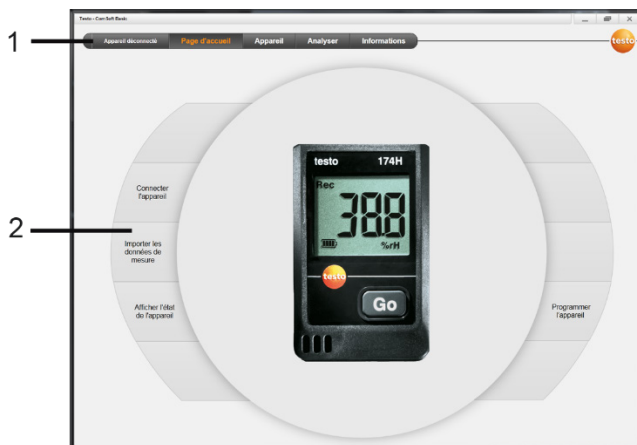 Testo - ComSoft Basic
1
Appareil déconnecté Page d'accueil Appareil Analyser Informations
testo
testo 174H
Rec
38.8
%rH
testo
Go
Connecter
l'appareil
2
Importer les
données de
mesure
Afficher l'état
de l'appareil
Programmer
l'appareil